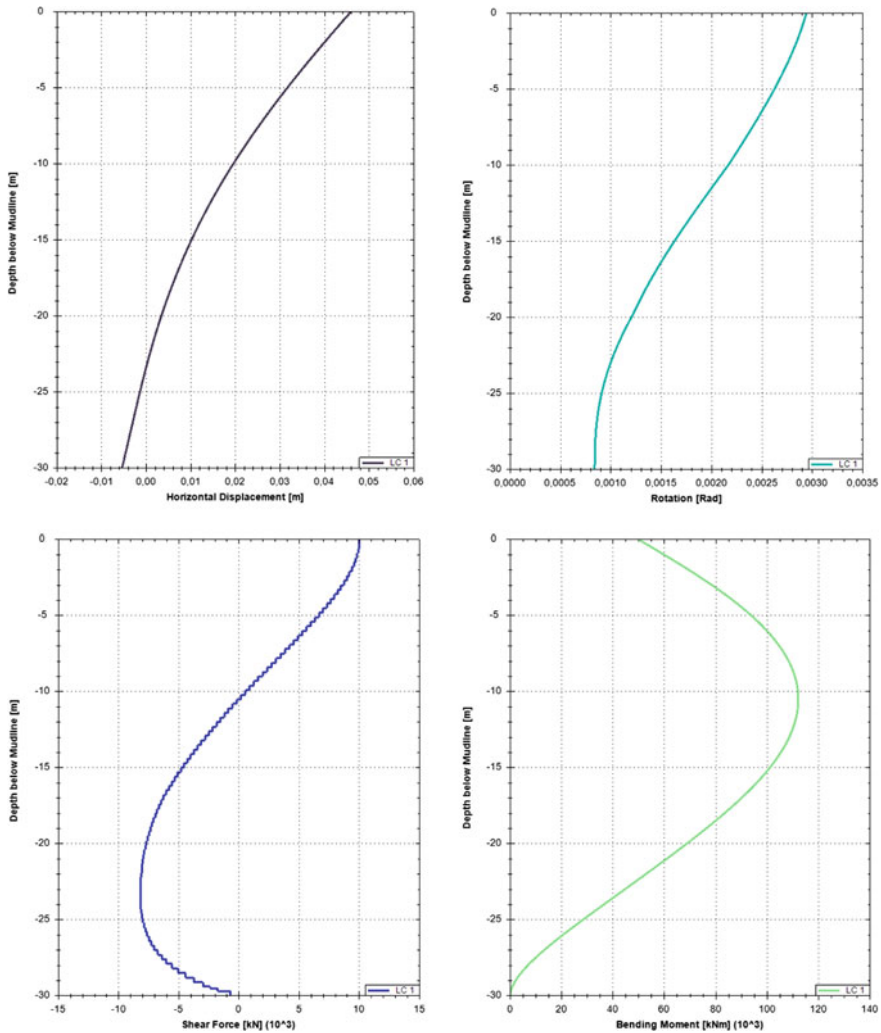 0
-5
-10
-15
-20
-25
-30
Depth below Mudline [m]
-0,02 -0,01 0,00 0,01 0,02 0,03 0,04 0,05 0,06
Horizontal Displacement [m]
LC 1
0
-5
-10
-15
-20
-25
-30
Depth below Mudline [m]
0,0000 0,0005 0,0010 0,0015 0,0020 0,0025 0,0030 0,0035
Rotation [Rad]
LC 1
0
-5
-10
-15
-20
-25
-30
Depth below Mudline [m]
-15 -10 -5 0 5 10 15
Shear Force [kN] (10^3)
LC 1
0
-5
-10
-15
-20
-25
-30
Depth below Mudline [m]
0 20 40 60 80 100 120 140
Bending Moment [kNm] (10^3)
LC 1